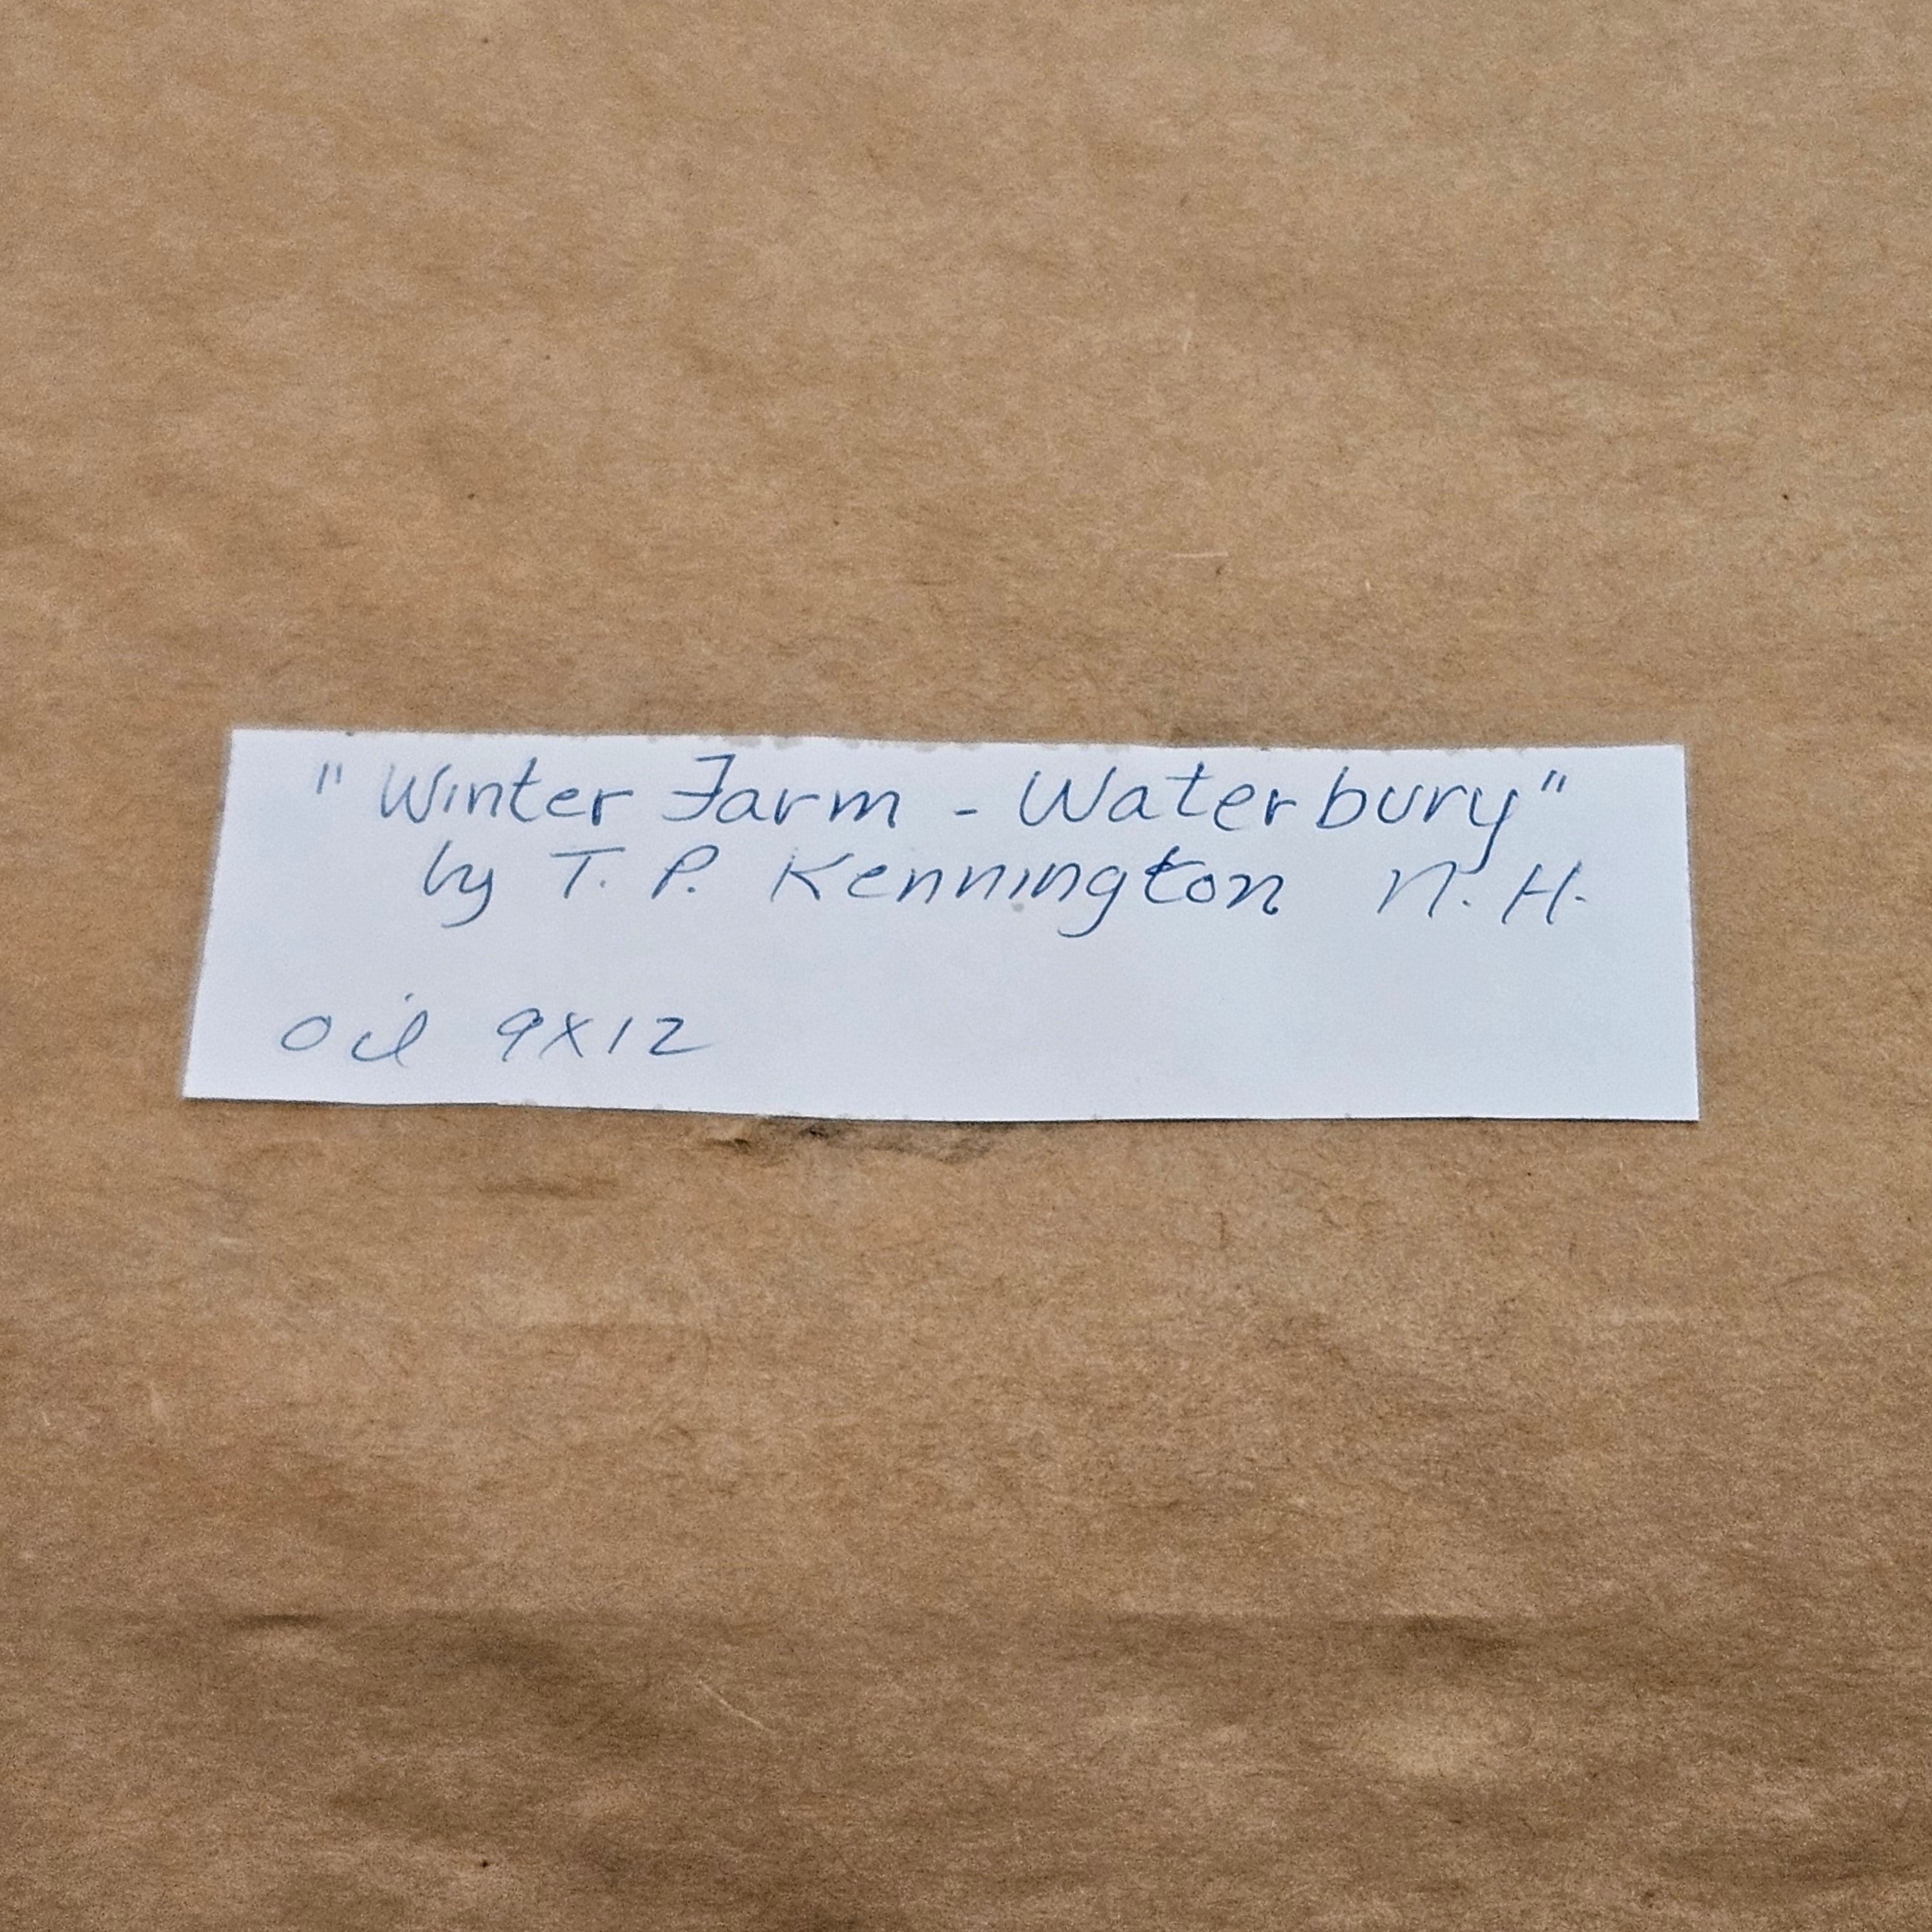 "Winter Farm - Waterbury"
by T. P. Kennington N. H.
Oil 9X12